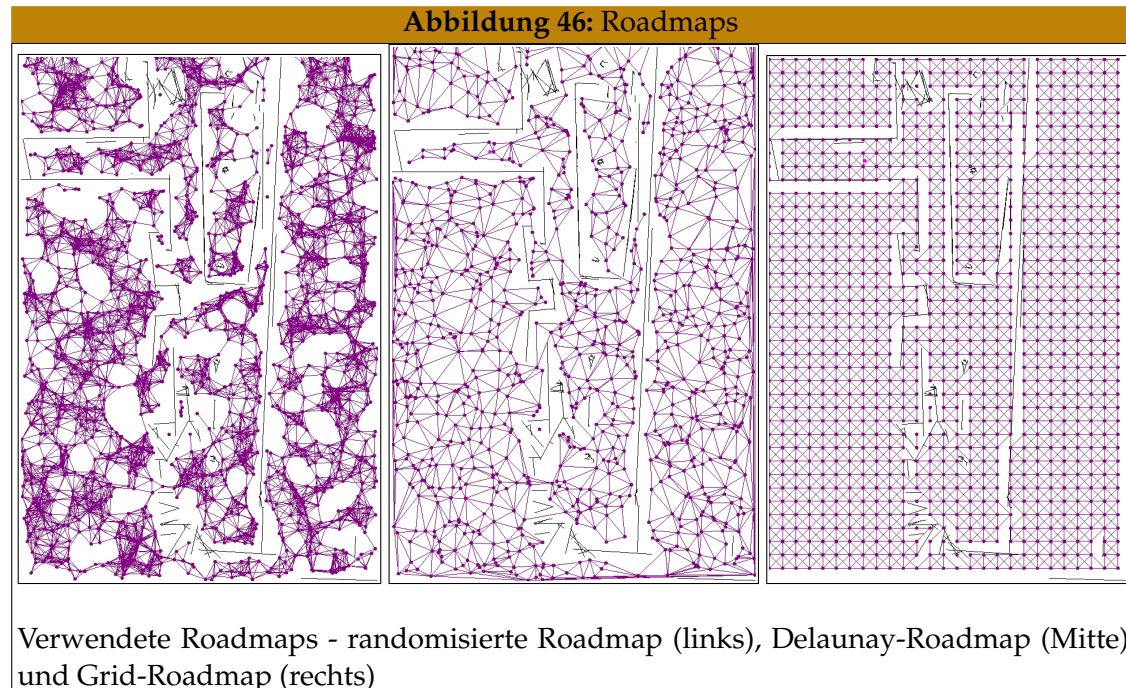 Abbildung 46: Roadmaps
Verwendete Roadmaps - randomisierte Roadmap (links), Delaunay-Roadmap (Mitte)
und Grid-Roadmap (rechts)